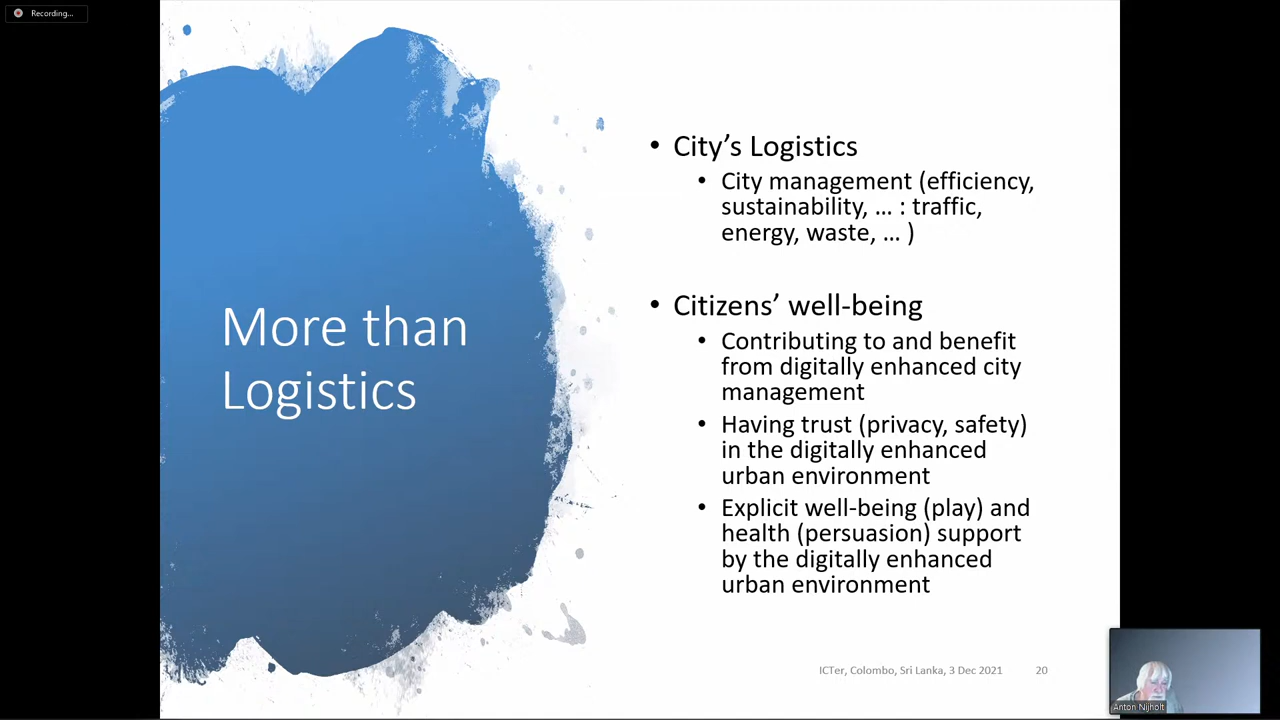 Recording...
More than
Logistics
• City’s Logistics
• City management (efficiency,
sustainability, ... : traffic,
energy, waste, ... )
• Citizens’ well-being
• Contributing to and benefit
from digitally enhanced city
management
• Having trust (privacy, safety)
in the digitally enhanced
urban environment
• Explicit well-being (play) and
health (persuasion) support
by the digitally enhanced
urban environment
ICTer, Colombo, Sri Lanka, 3 Dec 2021 20
Anton Nijholt